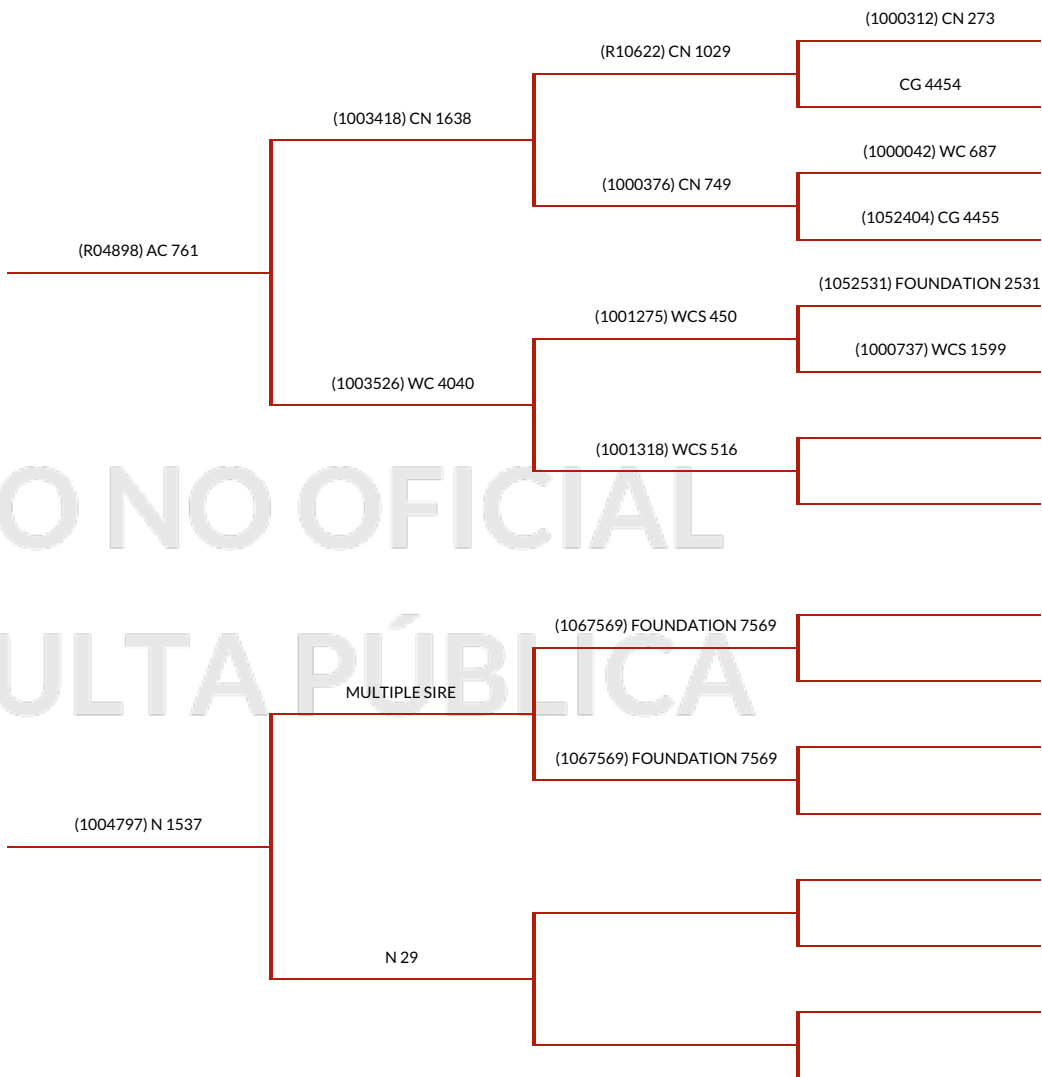 (1000312) CN 273
(R10622) CN 1029
CG 4454
(1003418) CN 1638
(1000042) WC 687
(1000376) CN 749
(1052404) CG 4455
(R04898) AC 761
(1052531) FOUNDATION 2531
(1001275) WCS 450
(1000737) WCS 1599
(1003526) WC 4040
(1001318) WCS 516
O NO OFICIAL
(1067569) FOUNDATION 7569
ULTA PÚBLICA
MULTIPLE SIRE
(1067569) FOUNDATION 7569
(1004797) N 1537
N 29